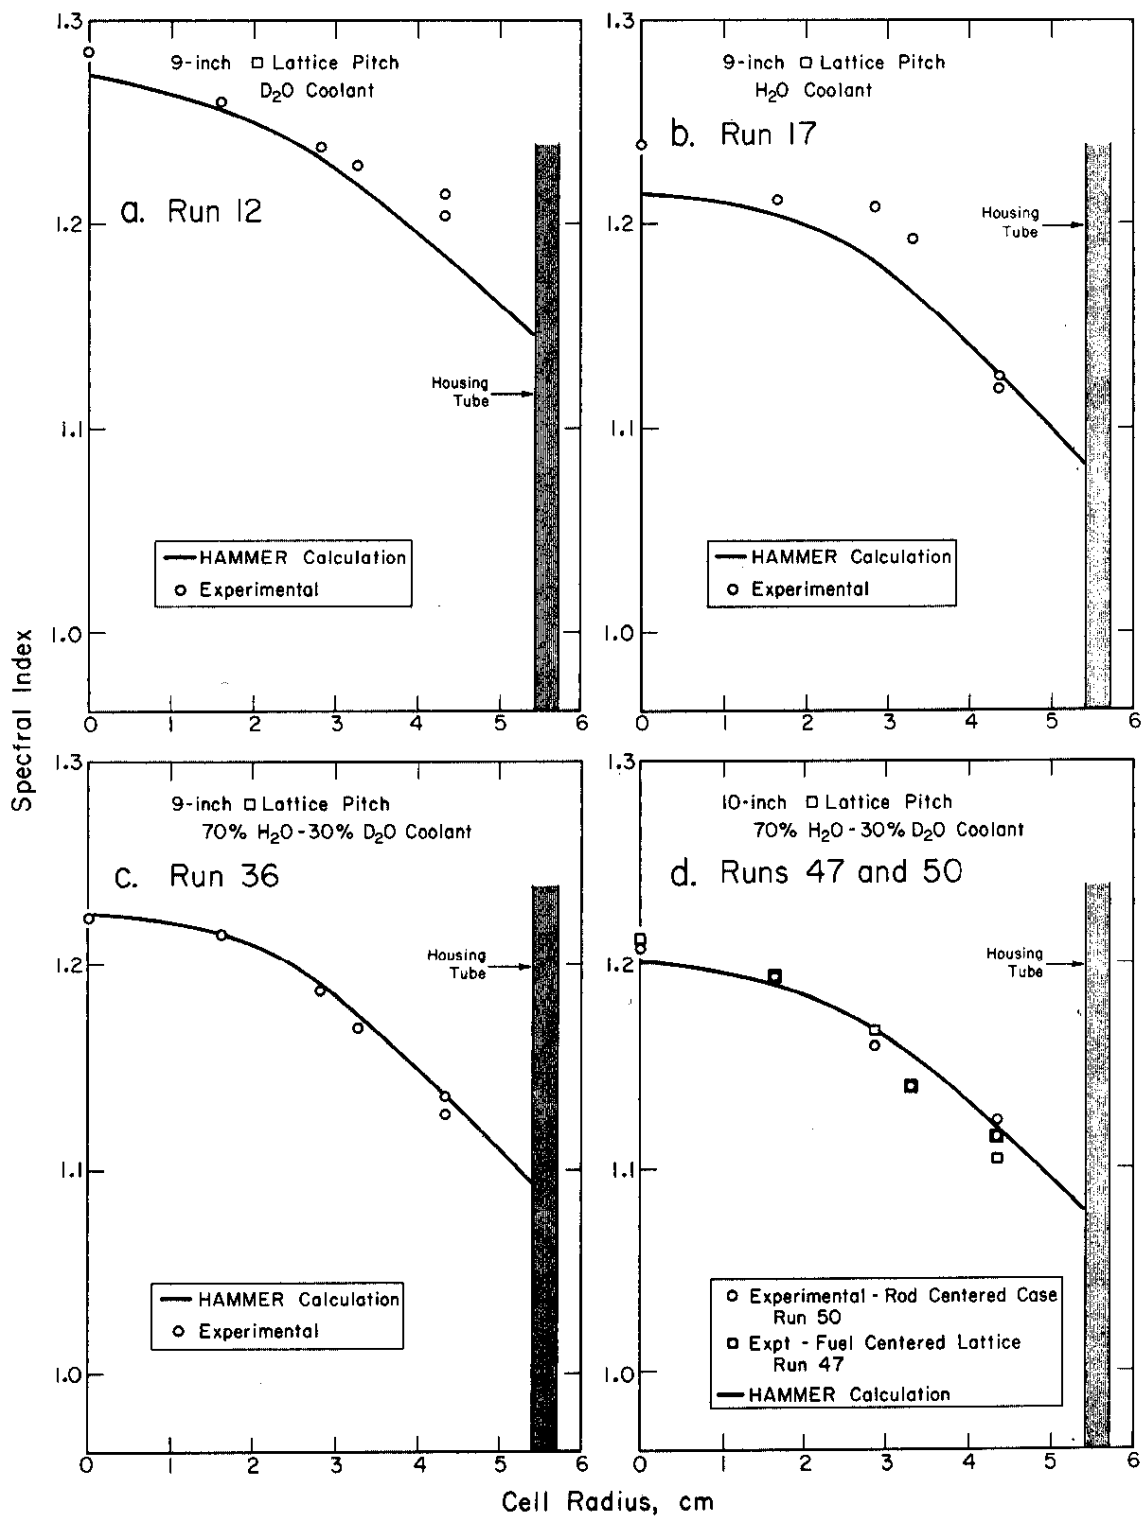 Spectral Index
1.3
1.2
1.1
1.0
9-inch □ Lattice Pitch
D₂O Coolant
a. Run 12
Housing
Tube
HAMMER Calculation
Experimental
0 1 2 3 4 5 6
1.3
1.2
1.1
1.0
9-inch □ Lattice Pitch
H₂O Coolant
b. Run 17
Housing
Tube
HAMMER Calculation
Experimental
0 1 2 3 4 5 6
1.3
1.2
1.1
1.0
9-inch □ Lattice Pitch
70% H₂O-30% D₂O Coolant
c. Run 36
Housing
Tube
HAMMER Calculation
Experimental
0 1 2 3 4 5 6
1.3
1.2
1.1
1.0
10-inch □ Lattice Pitch
70% H₂O-30% D₂O Coolant
d. Runs 47 and 50
Housing
Tube
Experimental - Rod Centered Case
Run 50
Expt - Fuel Centered Lattice
Run 47
HAMMER Calculation
0 1 2 3 4 5 6
Cell Radius, cm